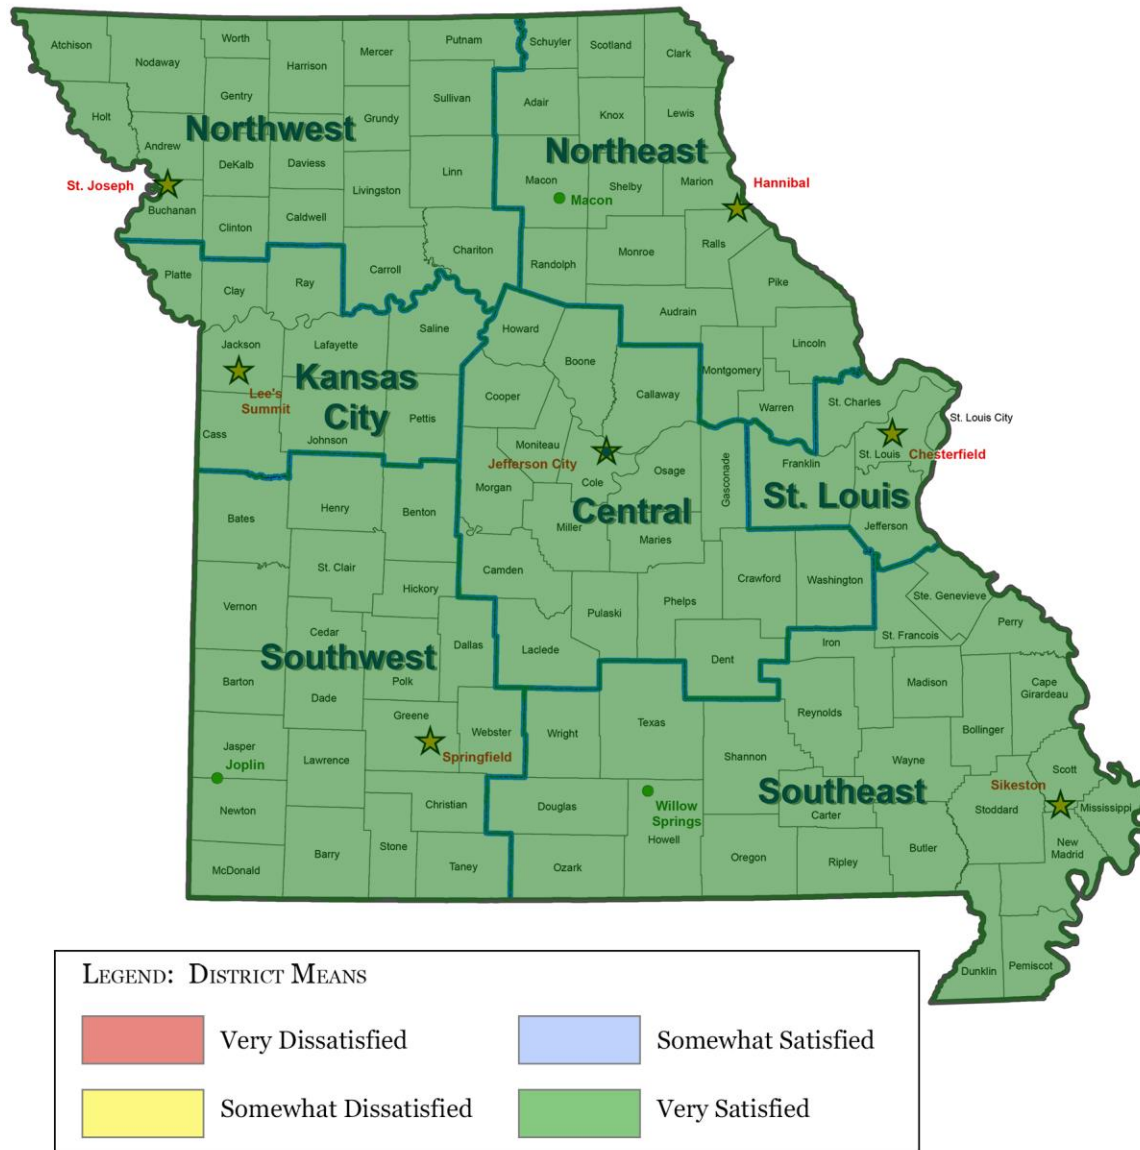 Worth
Putnam
Schuyler
Scotland
Atchison
Mercer
Clark
Nodaway
Harrison
Gentry
Sullivan
Adair
Holt
Grundy
Knox
Lewis
Northwest
Northeast
Andrew
DeKalb
Daviess
Linn
Macon
Shelby
Marion
St. Joseph
Hannibal
Livingston
Macon
Buchanan
Caldwell
Clinton
Chariton
Monroe
Ralls
Randolph
Carroll
Platte
Clay
Ray
Pike
Audrain
Saline
Howard
Jackson
Lafayette
Boone
Lincoln
Kansas
City
Montgomery
Lee's
Summit
Cooper
Callaway
St. Charles
Warren
St. Louis City
Pettis
Cass
Johnson
Moniteau
Jefferson City
St. Louis
Chesterfield
Osage
Gasconade
Franklin
Morgan
Cole
St. Louis
Central
Henry
Benton
Bates
Miller
Jefferson
Maries
St. Clair
Camden
Crawford
Washington
Hickory
Ste. Genevieve
Vernon
Pulaski
Phelps
Perry
Cedar
St. Francois
Iron
Dallas
Laclede
Southwest
Dent
Barton
Polk
Madison
Cape
Girardeau
Dade
Reynolds
Greene
Texas
Bollinger
Webster
Wright
Jasper
Joplin
Springfield
Lawrence
Shannon
Wayne
Scott
Sikeston
Southeast
Newton
Christian
Douglas
Willow
Springs
Carter
Stoddard
Mississippi
Howell
New
Madrid
Stone
Butler
Barry
Oregon
Ripley
McDonald
Taney
Ozark
Dunklin
Pemiscot
LEGEND: DISTRICT MEANS
Very Dissatisfied
Somewhat Satisfied
Somewhat Dissatisfied
Very Satisfied